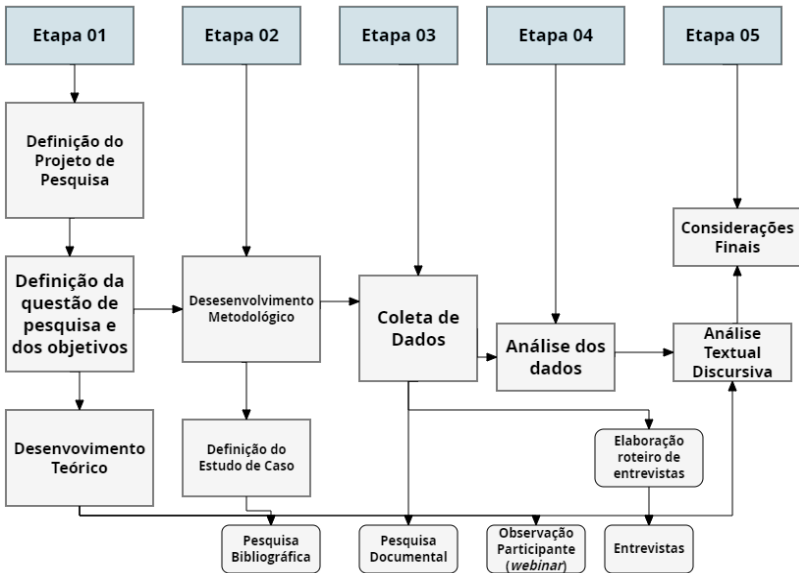 Etapa 01
Etapa 02
Etapa 03
Etapa 04
Etapa 05
Definição do
Projeto de
Pesquisa
Considerações
Finais
Definição da
questão de
pesquisa e
dos objetivos
Desesenvolvimento
Metodológico
Coleta de
Dados
Análise dos
dados
Análise
Textual
Discursiva
Desenvovimento
Teórico
Definição do
Estudo de Caso
Elaboração
roteiro de
entrevistas
Pesquisa
Bibliográfica
Pesquisa
Documental
Observação
Participante
(webinar)
Entrevistas